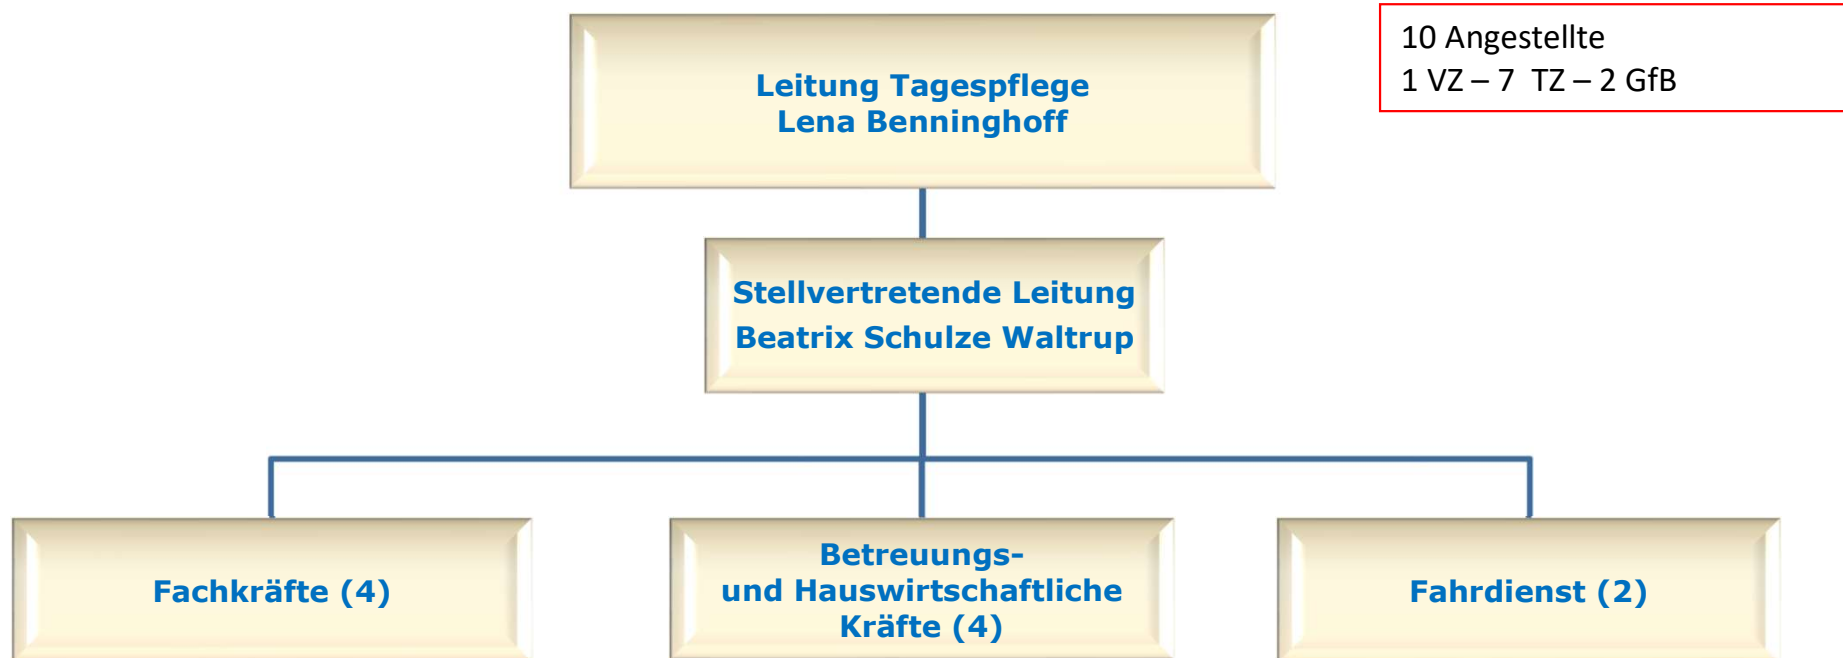 10 Angestellte
1 VZ – 7 TZ – 2 GfB
Leitung Tagespflege
Lena Benninghoff
Stellvertretende Leitung
Beatrix Schulze Waltrup
Fachkräfte (4)
Betreuungs-
und Hauswirtschaftliche
Kräfte (4)
Fahrdienst (2)